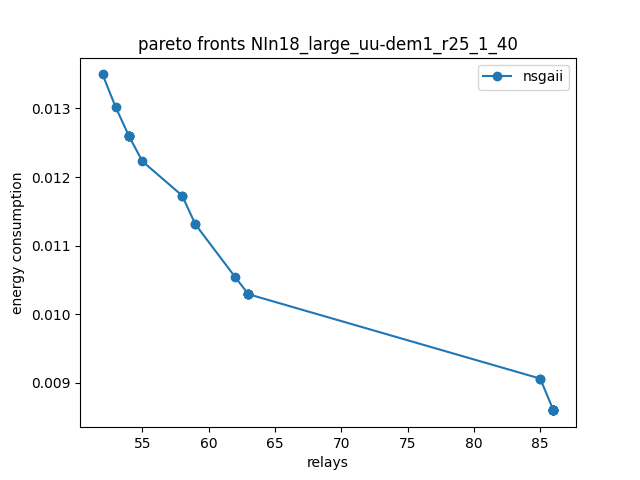 pareto fronts NIn18_large_uu-dem1_r25_1_40
nsgaii
0.013
0.012
0.011
0.010
0.009
energy consumption
55 60 65 70 75 80 85
relays